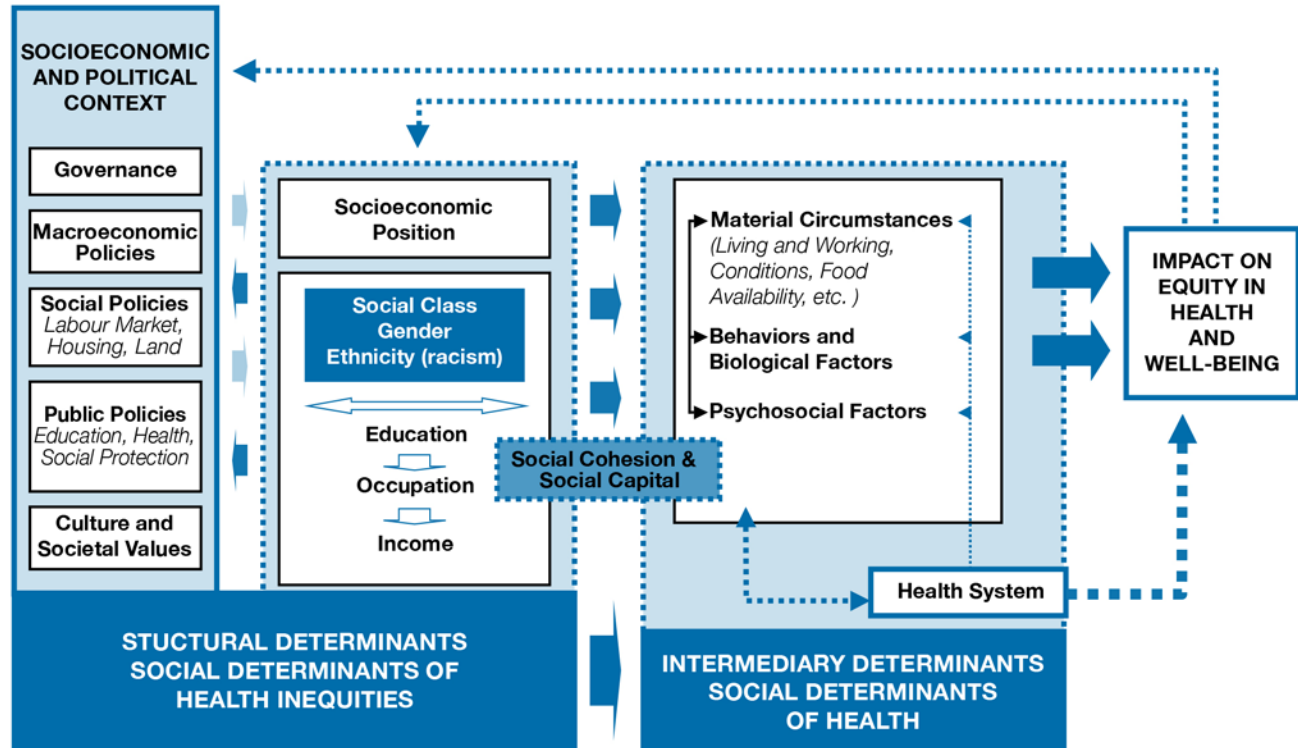 SOCIOECONOMIC
AND POLITICAL
CONTEXT
Governance
Macroeconomic
Policies
Social Policies
Labour Market,
Housing, Land
Public Policies
Education, Health,
Social Protection
Culture and
Societal Values
Socioeconomic
Position
Social Class
Gender
Ethnicity (racism)
Education
Occupation
Income
Social Cohesion &
Social Capital
Material Circumstances
(Living and Working,
Conditions, Food
Availability, etc. )
Behaviors and
Biological Factors
Psychosocial Factors
Health System
IMPACT ON
EQUITY IN
HEALTH
AND
WELL-BEING
STUCTURAL DETERMINANTS
SOCIAL DETERMINANTS OF
HEALTH INEQUITIES
INTERMEDIARY DETERMINANTS
SOCIAL DETERMINANTS
OF HEALTH